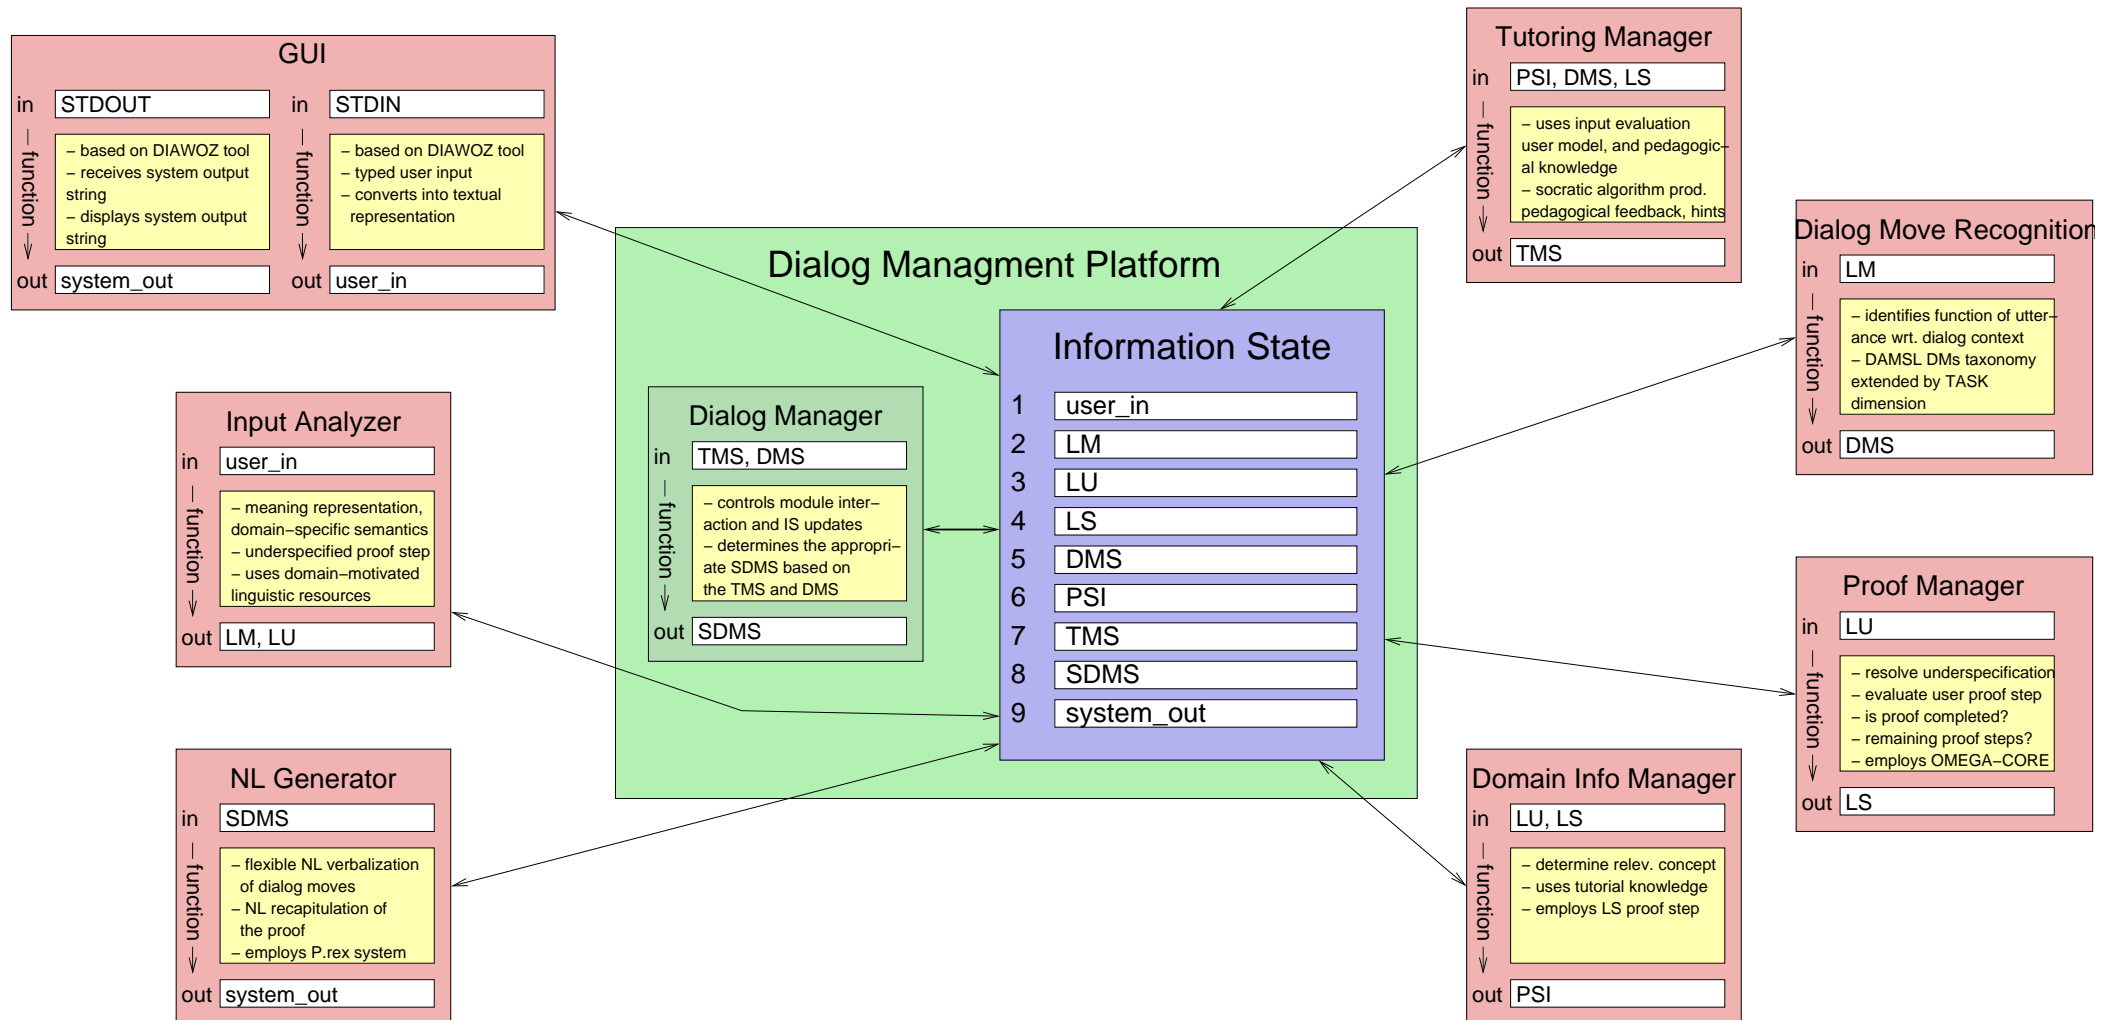 GUI
in
STDOUT
function
– based on DIAWOZ tool
– receives system output
string
– displays system output
string
out
system_out
in
STDIN
function
– based on DIAWOZ tool
– typed user input
– converts into textual
representation
out
user_in
Tutoring Manager
in
PSI, DMS, LS
function
– uses input evaluation
user model, and pedagogic–
al knowledge
– socratic algorithm prod.
pedagogical feedback, hints
out
TMS
Dialog Move Recognition
in
LM
function
– identifies function of utter–
ance wrt. dialog context
– DAMSL DMs taxonomy
extended by TASK
dimension
out
DMS
Dialog Managment Platform
Information State
1 user_in
2 LM
3 LU
4 LS
5 DMS
6 PSI
7 TMS
8 SDMS
9 system_out
Dialog Manager
in
TMS, DMS
function
– controls module inter–
action and IS updates
– determines the appropri–
ate SDMS based on
the TMS and DMS
out
SDMS
Input Analyzer
in
user_in
function
– meaning representation,
domain–specific semantics
– underspecified proof step
– uses domain–motivated
linguistic resources
out
LM, LU
Proof Manager
in
LU
function
– resolve underspecification
– evaluate user proof step
– is proof completed?
– remaining proof steps?
– employs OMEGA–CORE
out
LS
NL Generator
in
SDMS
function
– flexible NL verbalization
of dialog moves
– NL recapitulation of
the proof
– employs P.rex system
out
system_out
Domain Info Manager
in
LU, LS
function
– determine relev. concept
– uses tutorial knowledge
– employs LS proof step
out
PSI